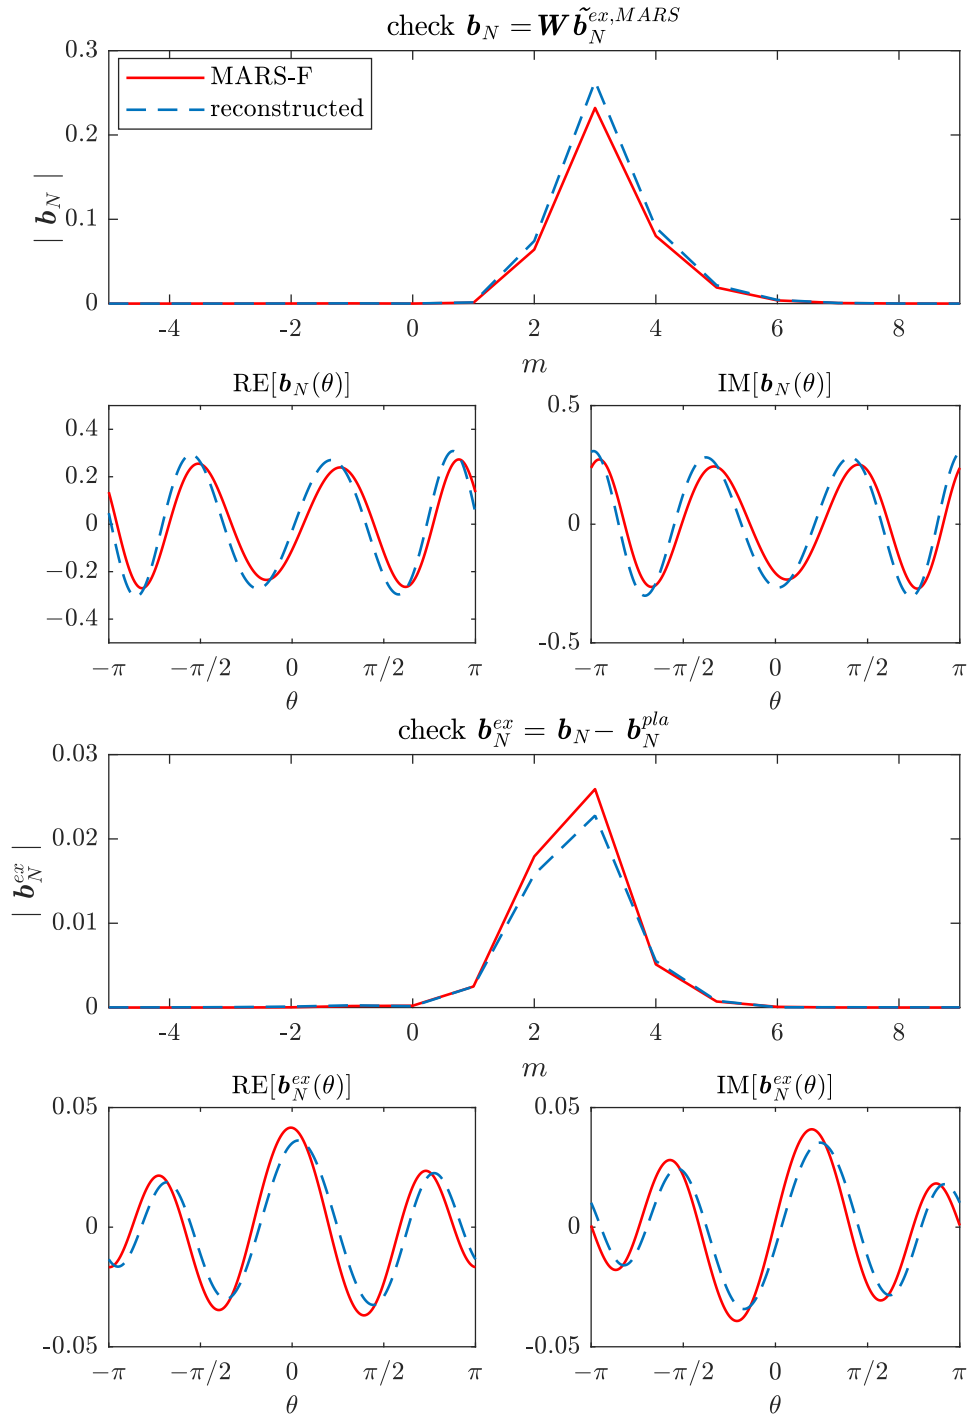 check b_N = W b̃_N^{ex,MARS}
0.3
0.2
0.1
0
| b_N |
MARS-F
reconstructed
-4 -2 0 2 4 6 8
m
RE[b_N(θ)]
0.4
0.2
0
−0.2
−0.4
−π −π/2 0 π/2 π
θ
IM[b_N(θ)]
0.5
0
-0.5
−π −π/2 0 π/2 π
θ
check b_N^{ex} = b_N − b_N^{pla}
0.03
0.02
0.01
0
| b_N^{ex} |
-4 -2 0 2 4 6 8
m
RE[b_N^{ex}(θ)]
0.05
0
-0.05
−π −π/2 0 π/2 π
θ
IM[b_N^{ex}(θ)]
0.05
0
-0.05
−π −π/2 0 π/2 π
θ